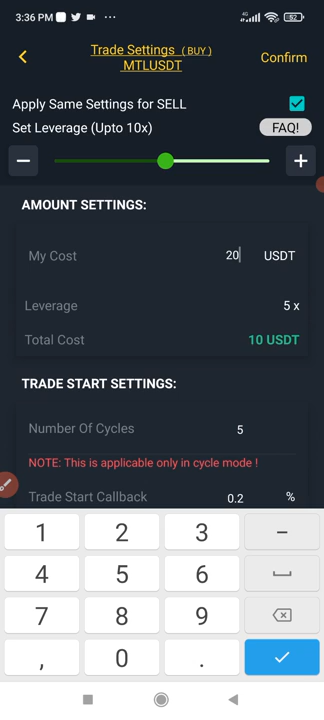 3:36 PM
4G
52
Trade Settings (BUY)
MTLUSDT
Confirm
Apply Same Settings for SELL
Set Leverage (Upto 10x)
FAQ!
AMOUNT SETTINGS:
My Cost 20 USDT
Leverage 5 x
Total Cost 10 USDT
TRADE START SETTINGS:
Number Of Cycles 5
NOTE: This is applicable only in cycle mode !
Trade Start Callback 0.2 %
1 2 3 –
4 5 6
7 8 9
, 0 .